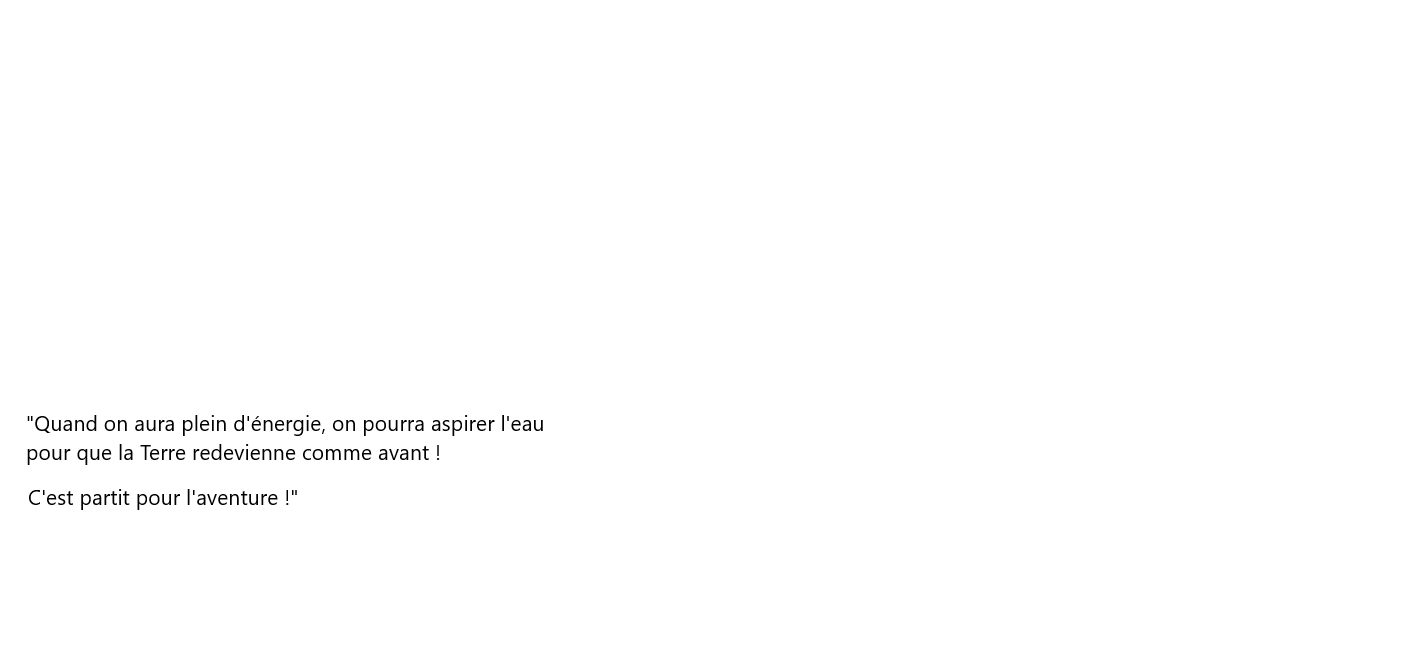 "Quand on aura plein d'énergie, on pourra aspirer l'eau
pour que la Terre redevienne comme avant !
C'est partit pour l'aventure !"